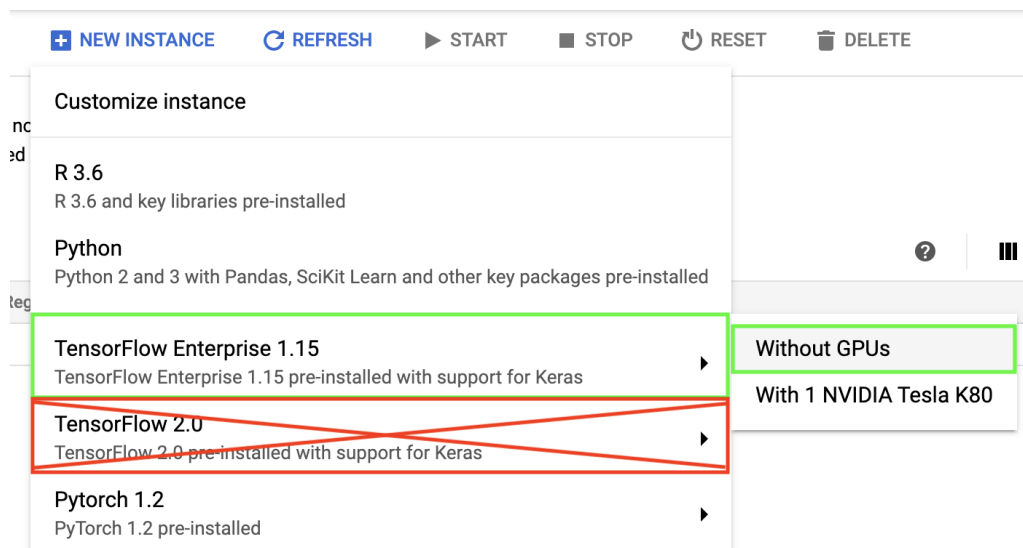 NEW INSTANCE REFRESH START STOP RESET DELETE
Customize instance
R 3.6
R 3.6 and key libraries pre-installed
Python
Python 2 and 3 with Pandas, SciKit Learn and other key packages pre-installed
TensorFlow Enterprise 1.15
TensorFlow Enterprise 1.15 pre-installed with support for Keras
Without GPUs
With 1 NVIDIA Tesla K80
TensorFlow 2.0
TensorFlow 2.0 pre-installed with support for Keras
Pytorch 1.2
PyTorch 1.2 pre-installed